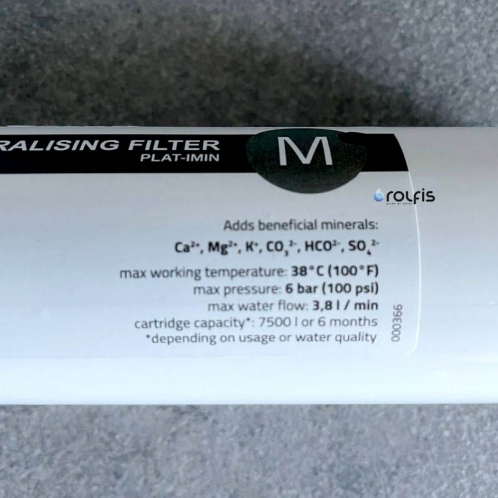 RALISING FILTER
PLAT-IMIN
M
rolfis
Adds beneficial minerals:
Ca²⁺, Mg²⁺, K⁺, CO₃²⁻, HCO²⁻, SO₄²⁻
max working temperature: 38°C (100°F)
max pressure: 6 bar (100 psi)
max water flow: 3,8 l / min
cartridge capacity*: 7500 l or 6 months
*depending on usage or water quality
000366